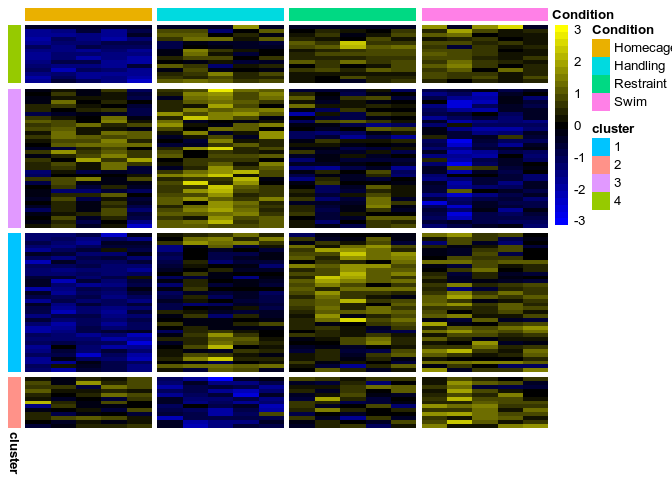 Condition
3
2
1
0
-1
-2
-3
Condition
Homecage
Handling
Restraint
Swim
cluster
1
2
3
4
cluster